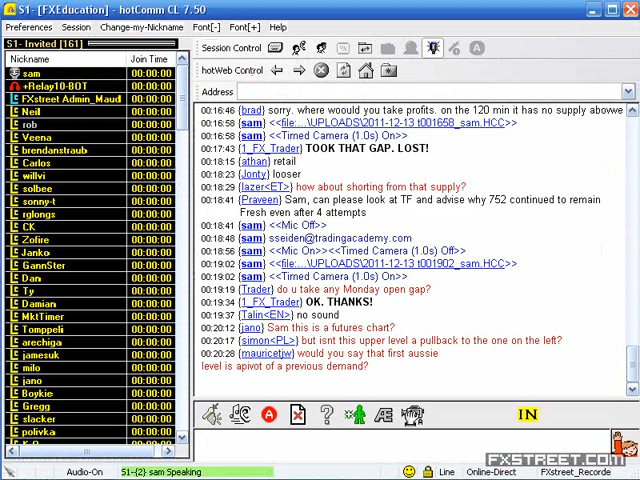 S1- [FXEducation] - hotComm CL 7.50
Preferences Session Change-my-Nickname Font[-] Font[+] Help
S1- Invited [161]
Session Control
Nickname Join Time
hotWeb Control
Address
sam 00:00:00
+Relay10-BOT 00:00:00
FXstreet Admin_Maud 00:00:00
Neil 00:00:00
rob 00:00:00
Veena 00:00:00
brendanstraub 00:00:00
Carlos 00:00:00
willvi 00:00:00
solbee 00:00:00
sonny-t 00:00:00
rglongs 00:00:00
CK 00:00:00
Zofire 00:00:00
Janko 00:00:00
GannSter 00:00:00
Dan 00:00:00
Ty 00:00:00
Damian 00:00:00
MktTimer 00:00:00
Tomppeli 00:00:00
arechiga 00:00:00
jamesuk 00:00:00
milo 00:00:00
jano 00:00:00
Boykie 00:00:00
Gregg 00:00:00
slacker 00:00:00
polivka 00:00:00
00:16:46 {brad} sorry. where woould you take profits. on the 120 min it has no supply abowwe
00:16:58 {sam} <<file:...\UPLOADS\2011-12-13 t001658_sam.HCC>>
00:16:58 {sam} <<Timed Camera (1.0s) On>>
00:17:43 {1_FX_Trader} TOOK THAT GAP. LOST!
00:18:15 {athan} retail
00:18:23 {Jonty} looser
00:18:29 {lazer<ET>} how about shorting from that supply?
00:18:41 {Praveen} Sam, can please look at TF and advise why 752 continued to remain
Fresh even after 4 attempts
00:18:41 {sam} <<Mic Off>>
00:18:48 {sam} sseiden@tradingacademy.com
00:18:56 {sam} <<Mic On>><<Timed Camera (1.0s) Off>>
00:19:02 {sam} <<file:...\UPLOADS\2011-12-13 t001902_sam.HCC>>
00:19:02 {sam} <<Timed Camera (1.0s) On>>
00:19:19 {Trader} do u take any Monday open gap?
00:19:34 {1_FX_Trader} OK. THANKS!
00:19:37 {Talin<EN>} no sound
00:20:12 {jano} Sam this is a futures chart?
00:20:17 {simon<PL>} but isnt this upper level a pullback to the one on the left?
00:20:28 {mauricetjw} would you say that first aussie
level is apivot of a previous demand?
IN
FXSTREET.COM
Audio-On S1-{2} sam Speaking Line Online-Direct FXstreet_Recorde